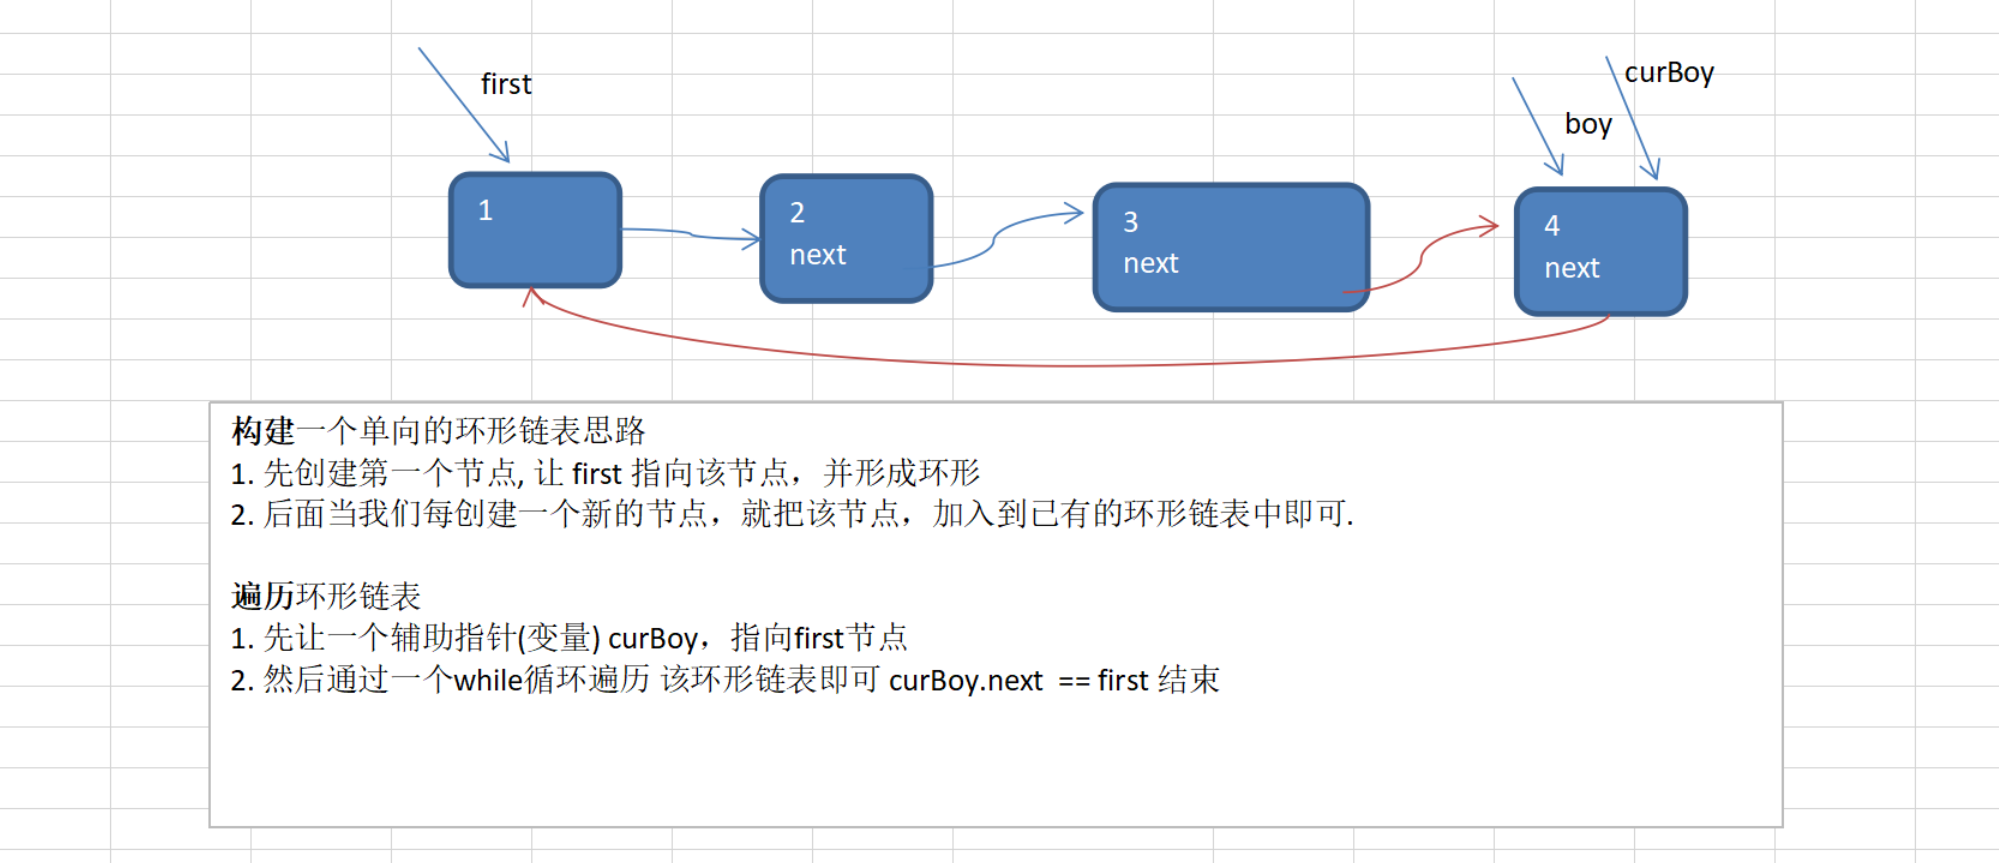 first
curBoy
boy
1
2
next
3
next
4
next
构建一个单向的环形链表思路
1. 先创建第一个节点, 让 first 指向该节点，并形成环形
2. 后面当我们每创建一个新的节点，就把该节点，加入到已有的环形链表中即可.
遍历环形链表
1. 先让一个辅助指针(变量) curBoy，指向first节点
2. 然后通过一个while循环遍历 该环形链表即可 curBoy.next  == first 结束